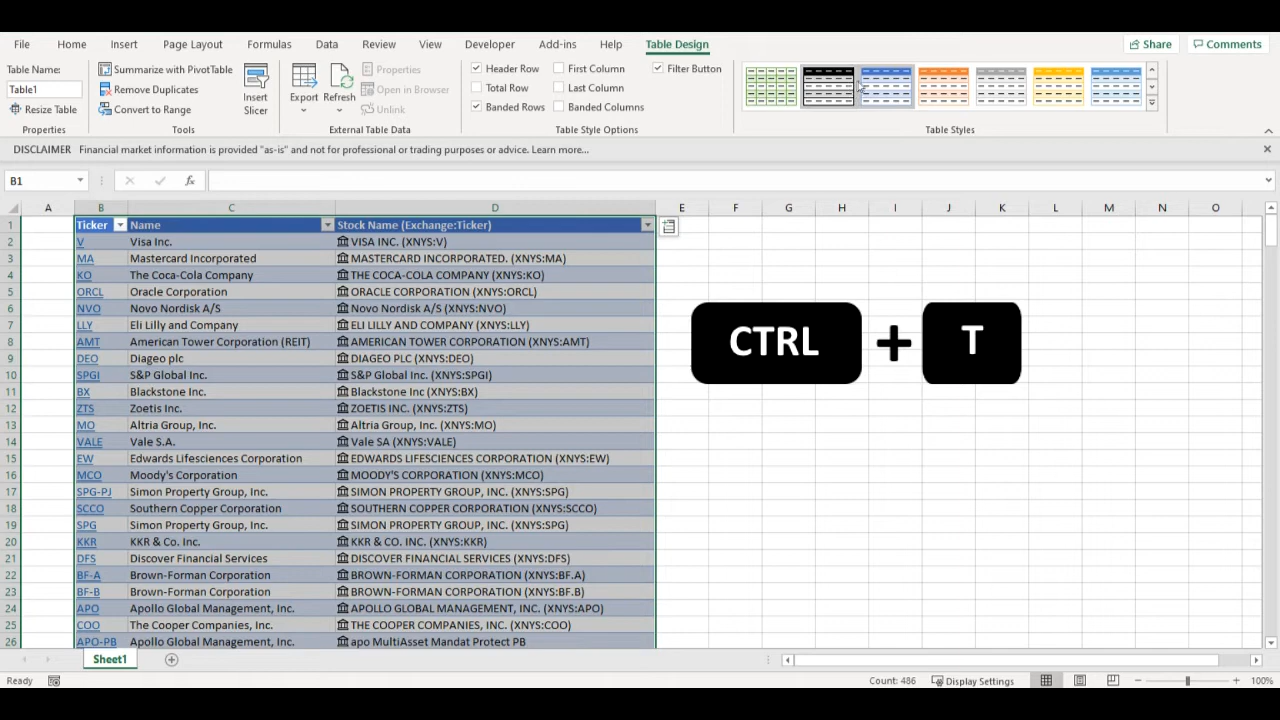 File Home Insert Page Layout Formulas Data Review View Developer Add-ins Help Table Design Share Comments
Table Name:
Table1
Resize Table
Properties
Summarize with PivotTable
Remove Duplicates
Convert to Range
Tools
Insert
Slicer
Export
Refresh
Properties
Open in Browser
Unlink
External Table Data
Header Row
Total Row
Banded Rows
First Column
Last Column
Banded Columns
Filter Button
Table Style Options
Table Styles
DISCLAIMER Financial market information is provided "as-is" and not for professional or trading purposes or advice. Learn more...
B1 fx
A B C D E F G H I J K L M N O
1 Ticker Name Stock Name (Exchange:Ticker)
2 V Visa Inc. VISA INC. (XNYS:V)
3 MA Mastercard Incorporated MASTERCARD INCORPORATED. (XNYS:MA)
4 KO The Coca-Cola Company THE COCA-COLA COMPANY (XNYS:KO)
5 ORCL Oracle Corporation ORACLE CORPORATION (XNYS:ORCL)
6 NVO Novo Nordisk A/S Novo Nordisk A/S (XNYS:NVO)
7 LLY Eli Lilly and Company ELI LILLY AND COMPANY (XNYS:LLY)
8 AMT American Tower Corporation (REIT) AMERICAN TOWER CORPORATION (XNYS:AMT)
9 DEO Diageo plc DIAGEO PLC (XNYS:DEO)
10 SPGI S&P Global Inc. S&P Global Inc. (XNYS:SPGI)
11 BX Blackstone Inc. Blackstone Inc (XNYS:BX)
12 ZTS Zoetis Inc. ZOETIS INC. (XNYS:ZTS)
13 MO Altria Group, Inc. Altria Group, Inc. (XNYS:MO)
14 VALE Vale S.A. Vale SA (XNYS:VALE)
15 EW Edwards Lifesciences Corporation EDWARDS LIFESCIENCES CORPORATION (XNYS:EW)
16 MCO Moody's Corporation MOODY'S CORPORATION (XNYS:MCO)
17 SPG-PJ Simon Property Group, Inc. SIMON PROPERTY GROUP, INC. (XNYS:SPG)
18 SCCO Southern Copper Corporation SOUTHERN COPPER CORPORATION (XNYS:SCCO)
19 SPG Simon Property Group, Inc. SIMON PROPERTY GROUP, INC. (XNYS:SPG)
20 KKR KKR & Co. Inc. KKR & CO. INC. (XNYS:KKR)
21 DFS Discover Financial Services DISCOVER FINANCIAL SERVICES (XNYS:DFS)
22 BF-A Brown-Forman Corporation BROWN-FORMAN CORPORATION (XNYS:BF.A)
23 BF-B Brown-Forman Corporation BROWN-FORMAN CORPORATION (XNYS:BF.B)
24 APO Apollo Global Management, Inc. APOLLO GLOBAL MANAGEMENT, INC. (XNYS:APO)
25 COO The Cooper Companies, Inc. THE COOPER COMPANIES, INC. (XNYS:COO)
26 APO-PB Apollo Global Management, Inc. apo MultiAsset Mandat Protect PB
CTRL + T
Sheet1
Ready Count: 486 Display Settings 100%